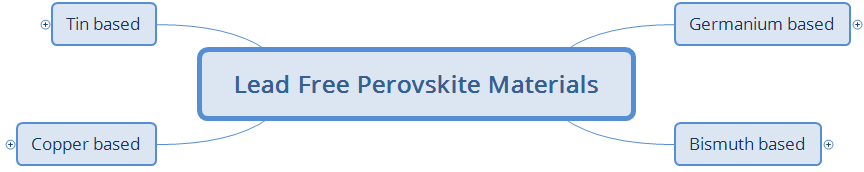 Tin based
Germanium based
Lead Free Perovskite Materials
Copper based
Bismuth based